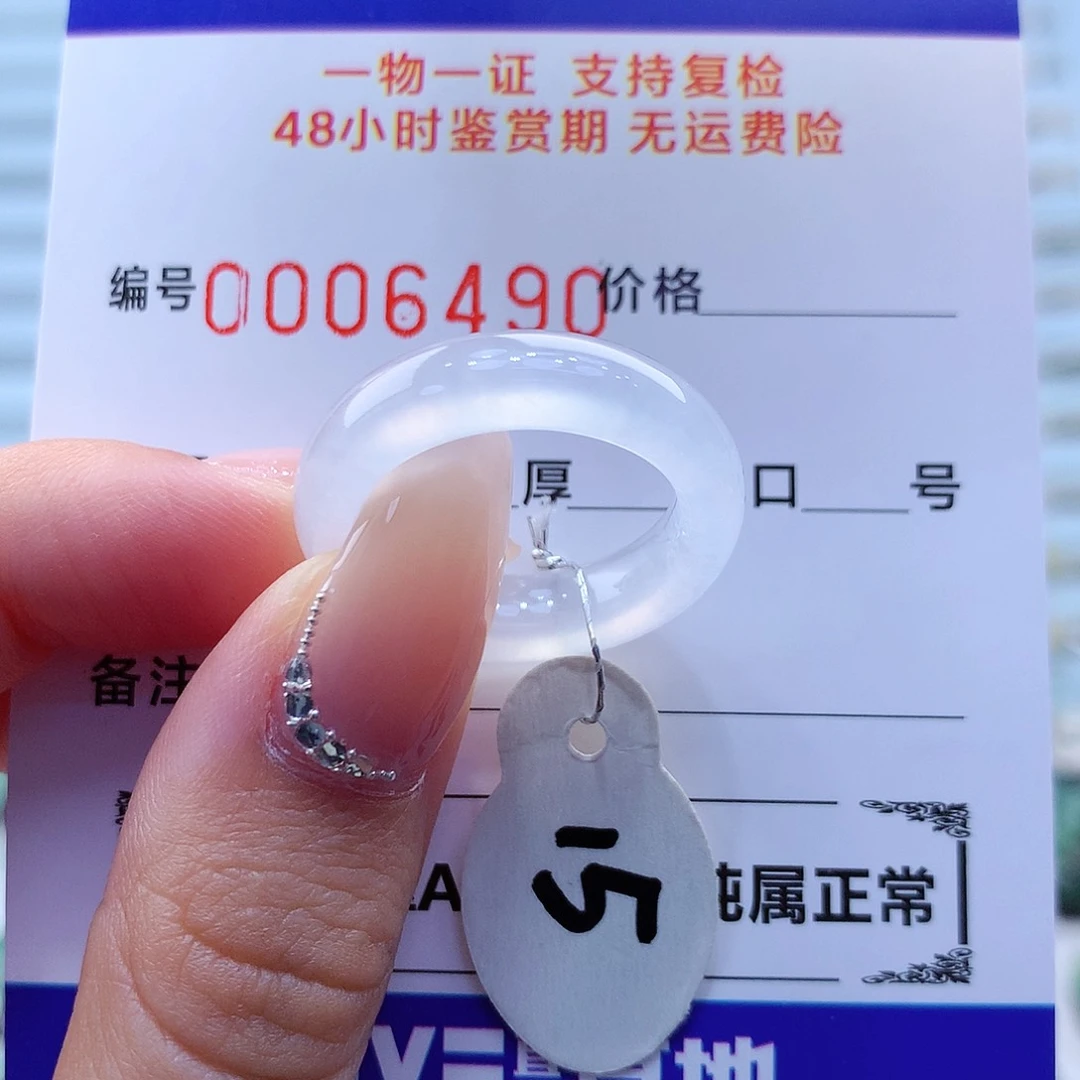 一物一证 支持复检
48小时鉴赏期 无运费险
编号0006490价格
厚 口 号
备注
A 纯属正常
15